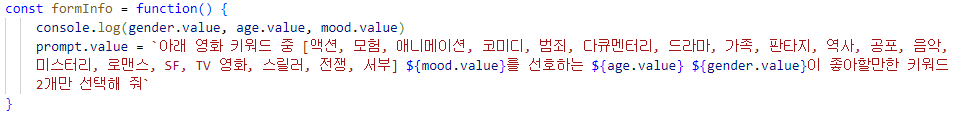 const formInfo = function() {
console.log(gender.value, age.value, mood.value)
prompt.value = `아래 영화 키워드 중 [액션, 모험, 애니메이션, 코미디, 범죄, 다큐멘터리, 드라마, 가족, 판타지, 역사, 공포, 음악,
미스터리, 로맨스, SF, TV 영화, 스릴러, 전쟁, 서부] ${mood.value}를 선호하는 ${age.value} ${gender.value}이 좋아할만한 키워드
2개만 선택해 줘`
}